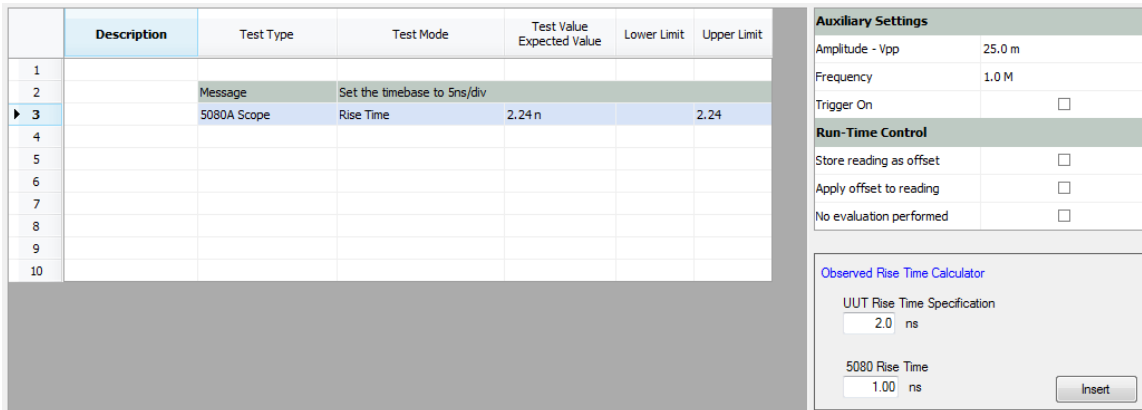 Description Test Type Test Mode Test Value Expected Value Lower Limit Upper Limit
1
2 Message Set the timebase to 5ns/div
3 5080A Scope Rise Time 2.24 n 2.24
4
5
6
7
8
9
10
Auxiliary Settings
Amplitude - Vpp 25.0 m
Frequency 1.0 M
Trigger On
Run-Time Control
Store reading as offset
Apply offset to reading
No evaluation performed
Observed Rise Time Calculator
UUT Rise Time Specification
2.0 ns
5080 Rise Time
1.00 ns Insert